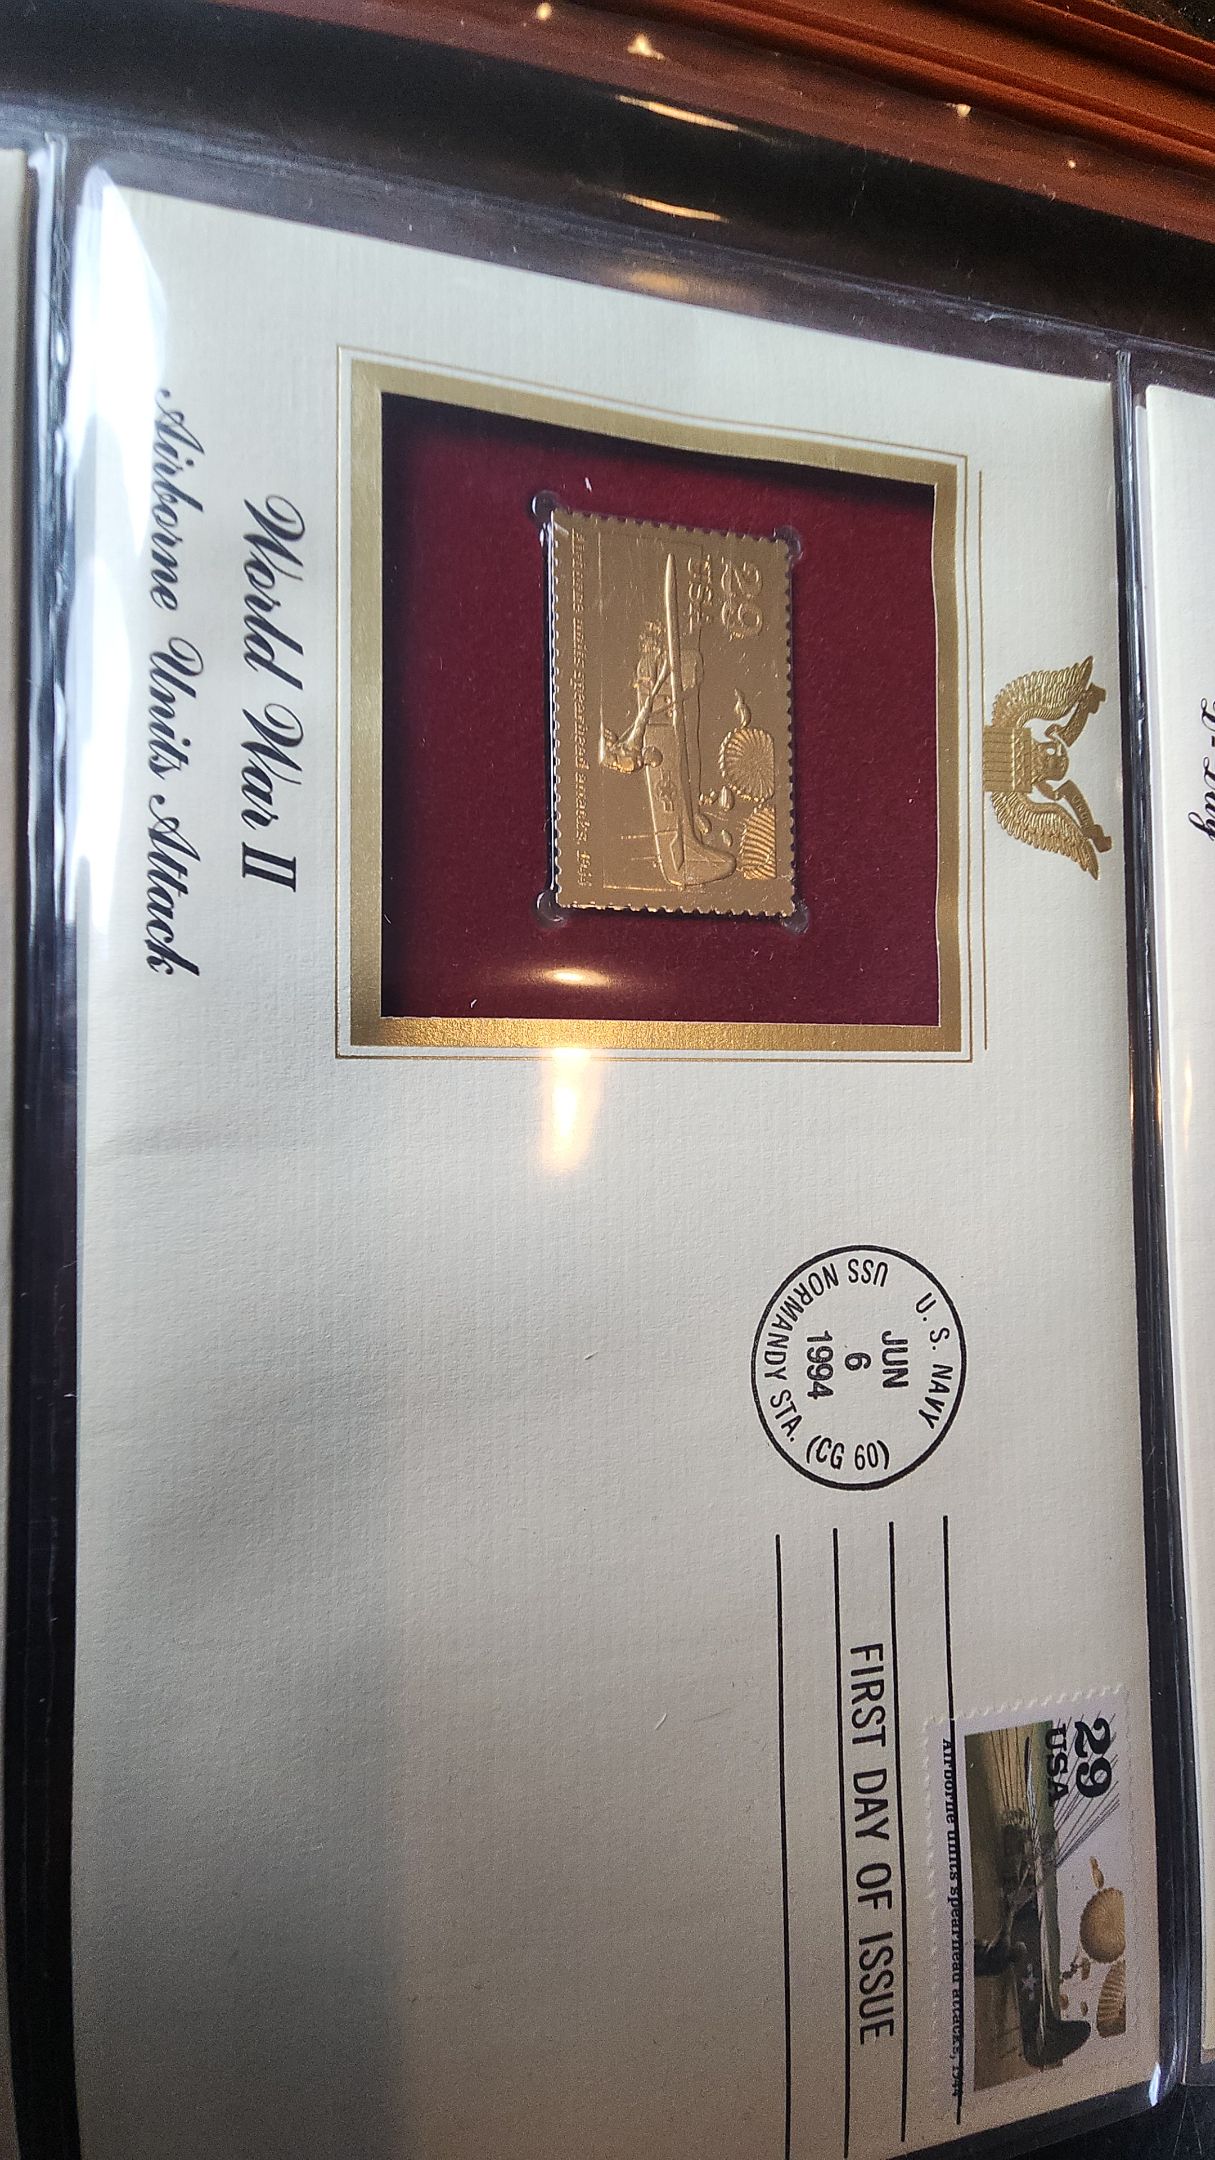 29
USA
Airborne units spearhead attacks, 1944
World War II
Airborne Units Attack
U. S. NAVY
JUN
6
1994
USS NORMANDY STA. (CG 60)
FIRST DAY OF ISSUE
29
USA
Airborne units spearhead attacks, 1944
D-Day